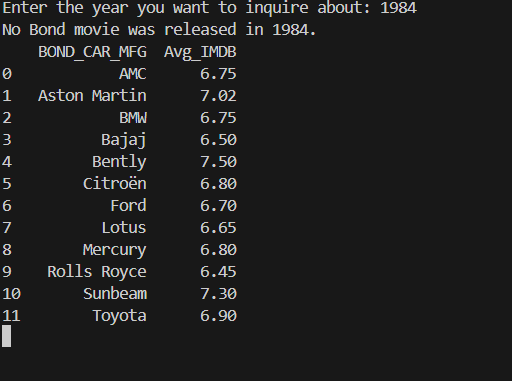 Enter the year you want to inquire about: 1984
No Bond movie was released in 1984.
BOND_CAR_MFG Avg_IMDB
0 AMC 6.75
1 Aston Martin 7.02
2 BMW 6.75
3 Bajaj 6.50
4 Bently 7.50
5 Citroën 6.80
6 Ford 6.70
7 Lotus 6.65
8 Mercury 6.80
9 Rolls Royce 6.45
10 Sunbeam 7.30
11 Toyota 6.90